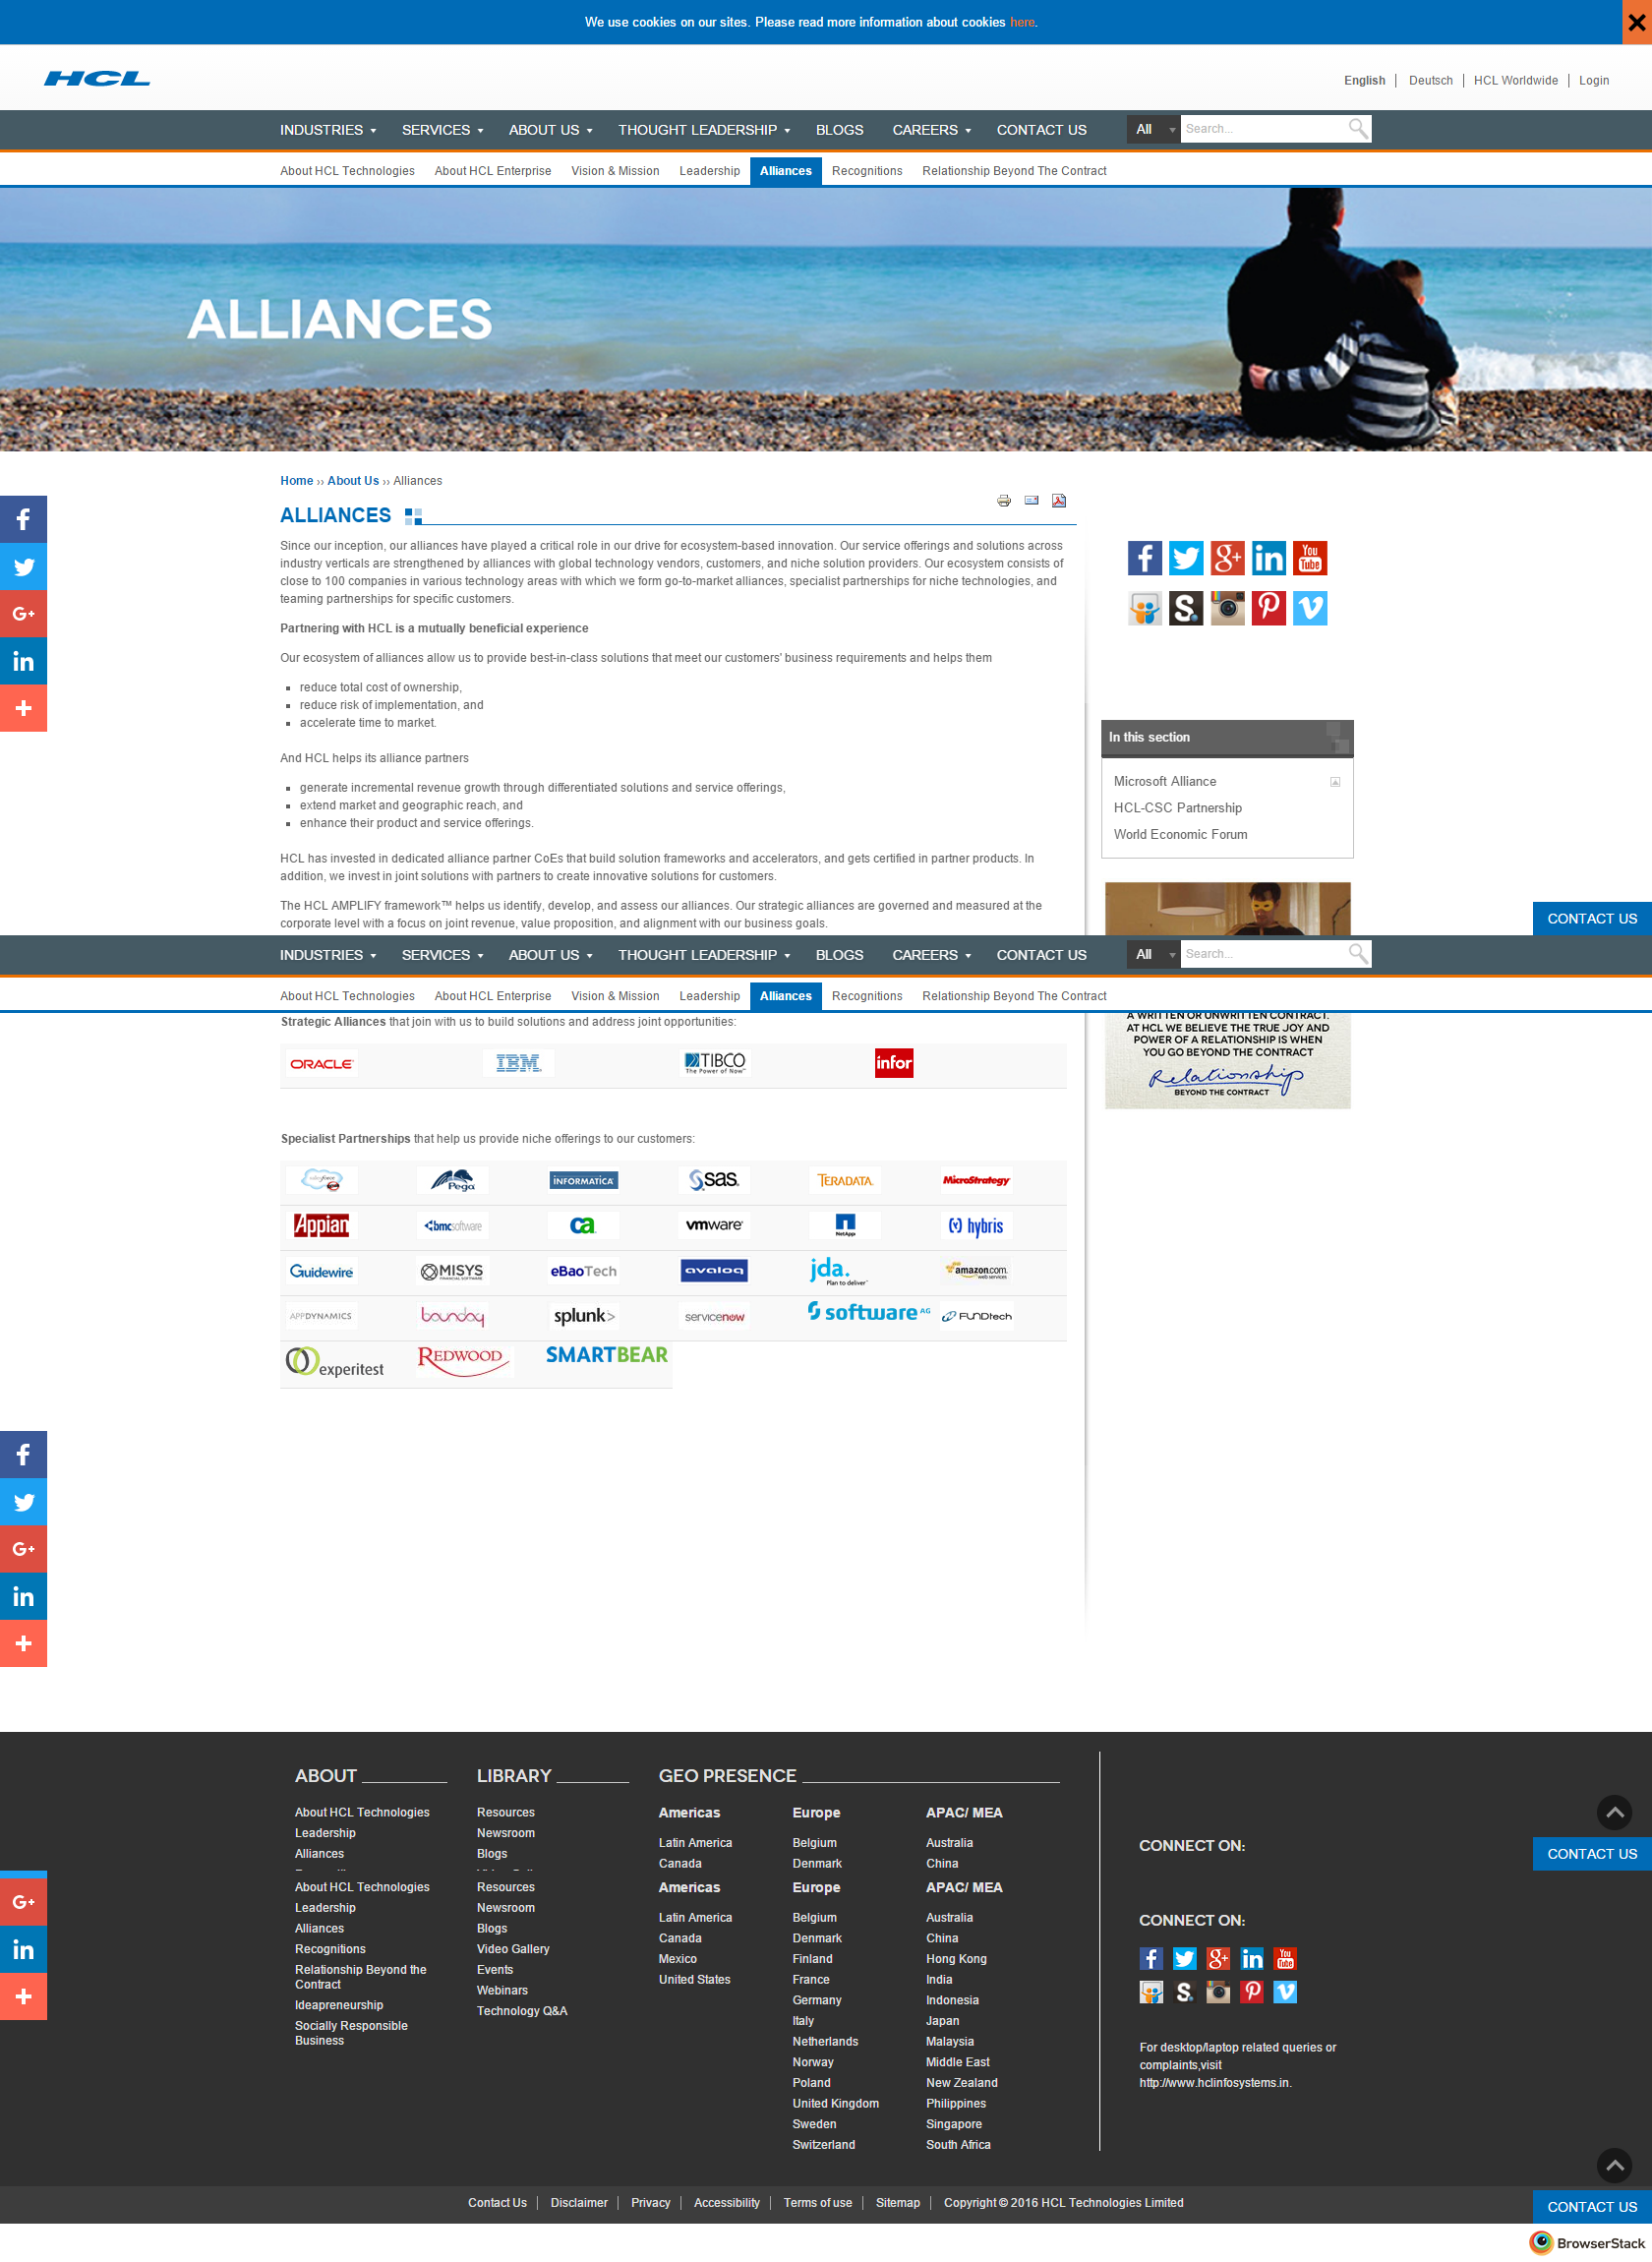 We use cookies on our sites. Please read more information about cookies here.
HCL
English | Deutsch | HCL Worldwide | Login
INDUSTRIES SERVICES ABOUT US THOUGHT LEADERSHIP BLOGS CAREERS CONTACT US All Search...
About HCL Technologies About HCL Enterprise Vision & Mission Leadership Alliances Recognitions Relationship Beyond The Contract
ALLIANCES
Home ›› About Us ›› Alliances
ALLIANCES
Since our inception, our alliances have played a critical role in our drive for ecosystem-based innovation. Our service offerings and solutions across
industry verticals are strengthened by alliances with global technology vendors, customers, and niche solution providers. Our ecosystem consists of
close to 100 companies in various technology areas with which we form go-to-market alliances, specialist partnerships for niche technologies, and
teaming partnerships for specific customers.
Partnering with HCL is a mutually beneficial experience
Our ecosystem of alliances allow us to provide best-in-class solutions that meet our customers' business requirements and helps them
reduce total cost of ownership,
reduce risk of implementation, and
accelerate time to market.
And HCL helps its alliance partners
generate incremental revenue growth through differentiated solutions and service offerings,
extend market and geographic reach, and
enhance their product and service offerings.
HCL has invested in dedicated alliance partner CoEs that build solution frameworks and accelerators, and gets certified in partner products. In
addition, we invest in joint solutions with partners to create innovative solutions for customers.
The HCL AMPLIFY framework™ helps us identify, develop, and assess our alliances. Our strategic alliances are governed and measured at the
corporate level with a focus on joint revenue, value proposition, and alignment with our business goals.
You Tube
In this section
Microsoft Alliance
HCL-CSC Partnership
World Economic Forum
CONTACT US
INDUSTRIES SERVICES ABOUT US THOUGHT LEADERSHIP BLOGS CAREERS CONTACT US All Search...
About HCL Technologies About HCL Enterprise Vision & Mission Leadership Alliances Recognitions Relationship Beyond The Contract
Strategic Alliances that join with us to build solutions and address joint opportunities:
ORACLE IBM TIBCO The Power of Now infor
A WRITTEN OR UNWRITTEN CONTRACT.
AT HCL WE BELIEVE THE TRUE JOY AND
POWER OF A RELATIONSHIP IS WHEN
YOU GO BEYOND THE CONTRACT
Relationship
BEYOND THE CONTRACT
Specialist Partnerships that help us provide niche offerings to our customers:
Pega INFORMATICA sas TERADATA MicroStrategy
Appian bmcsoftware ca vmware NetApp hybris
Guidewire MISYS eBaoTech avaloq jda. Plan to deliver amazon.com web services
APPDYNAMICS boundary splunk> servicenow software AG FUNDtech
experitest REDWOOD SMARTBEAR
ABOUT LIBRARY GEO PRESENCE
About HCL Technologies Resources Americas Europe APAC/ MEA
Leadership Newsroom Latin America Belgium Australia
Alliances Blogs Canada Denmark China
CONNECT ON:
CONTACT US
About HCL Technologies
Leadership
Alliances
Recognitions
Relationship Beyond the
Contract
Ideapreneurship
Socially Responsible
Business
Resources
Newsroom
Blogs
Video Gallery
Events
Webinars
Technology Q&A
Americas
Latin America
Canada
Mexico
United States
Europe
Belgium
Denmark
Finland
France
Germany
Italy
Netherlands
Norway
Poland
United Kingdom
Sweden
Switzerland
APAC/ MEA
Australia
China
Hong Kong
India
Indonesia
Japan
Malaysia
Middle East
New Zealand
Philippines
Singapore
South Africa
CONNECT ON:
You Tube
For desktop/laptop related queries or
complaints,visit
http://www.hclinfosystems.in.
Contact Us | Disclaimer | Privacy | Accessibility | Terms of use | Sitemap | Copyright © 2016 HCL Technologies Limited
CONTACT US
BrowserStack